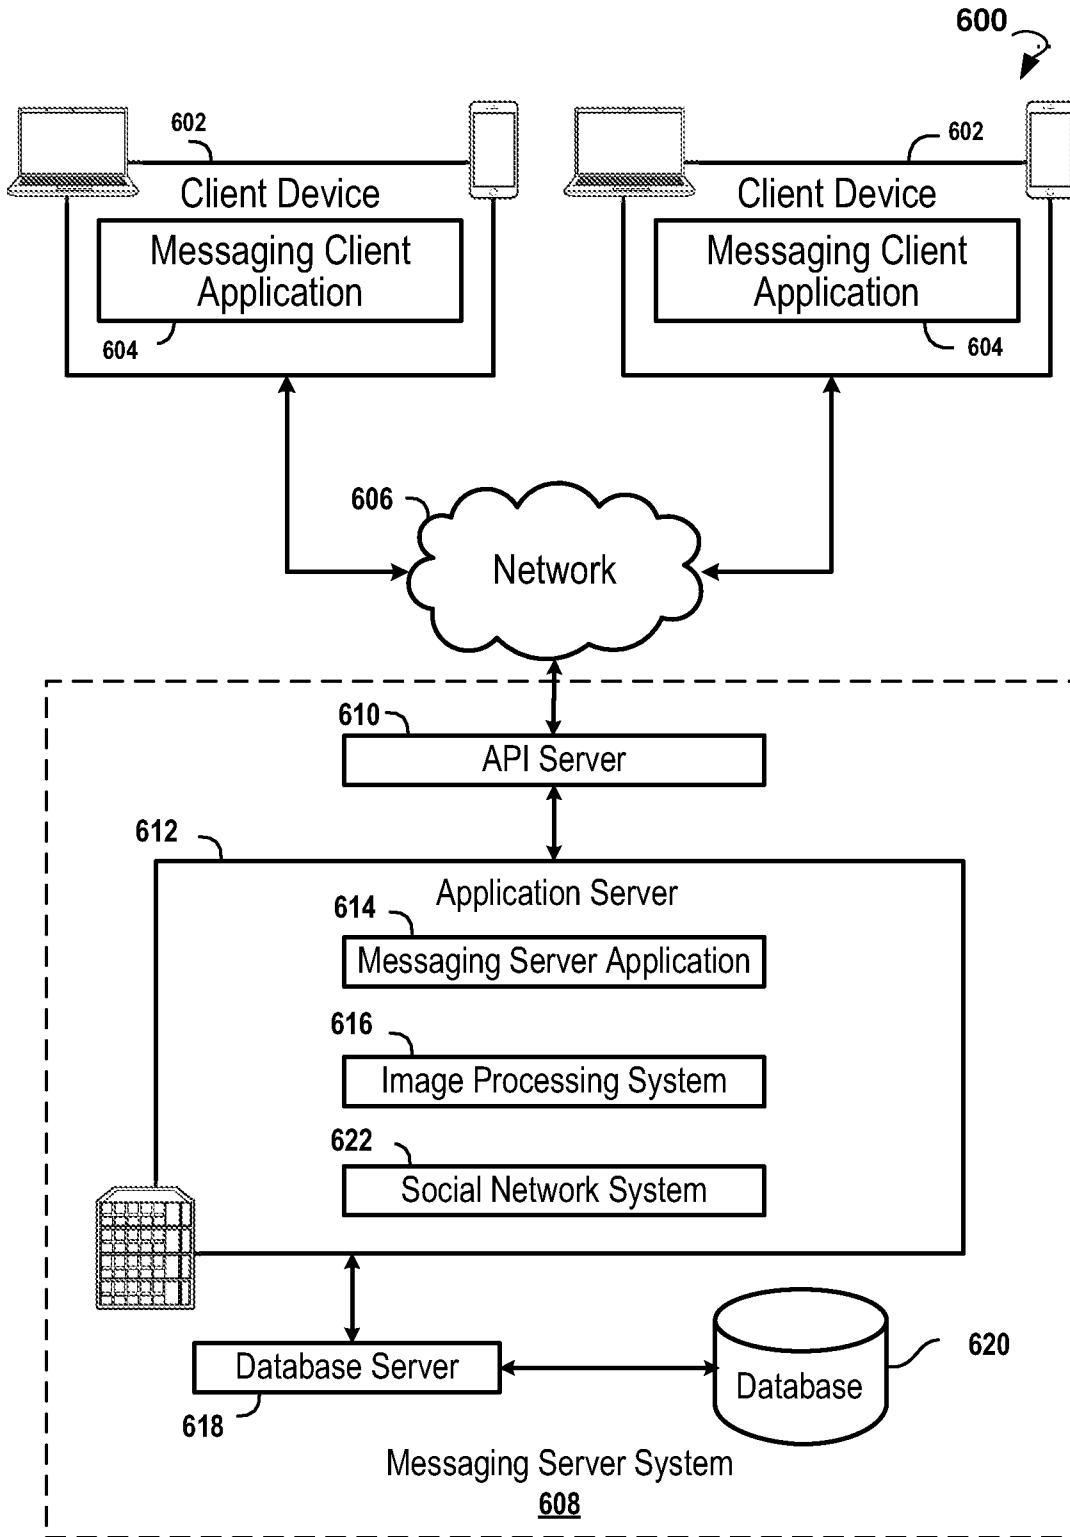 600
602
602
Client Device
Client Device
Messaging Client
Application
Messaging Client
Application
604
604
606
Network
610
API Server
612
Application Server
614
Messaging Server Application
616
Image Processing System
622
Social Network System
Database Server
618
Database
620
Messaging Server System
608